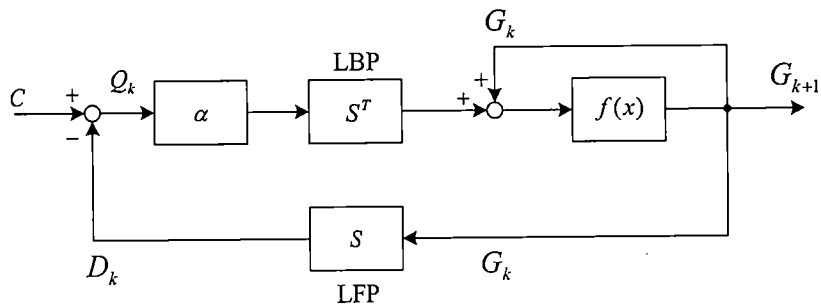 G_k
LBP
G_{k+1}
C
+
−
Q_k
α
S^T
+
+
f(x)
S
D_k
G_k
LFP